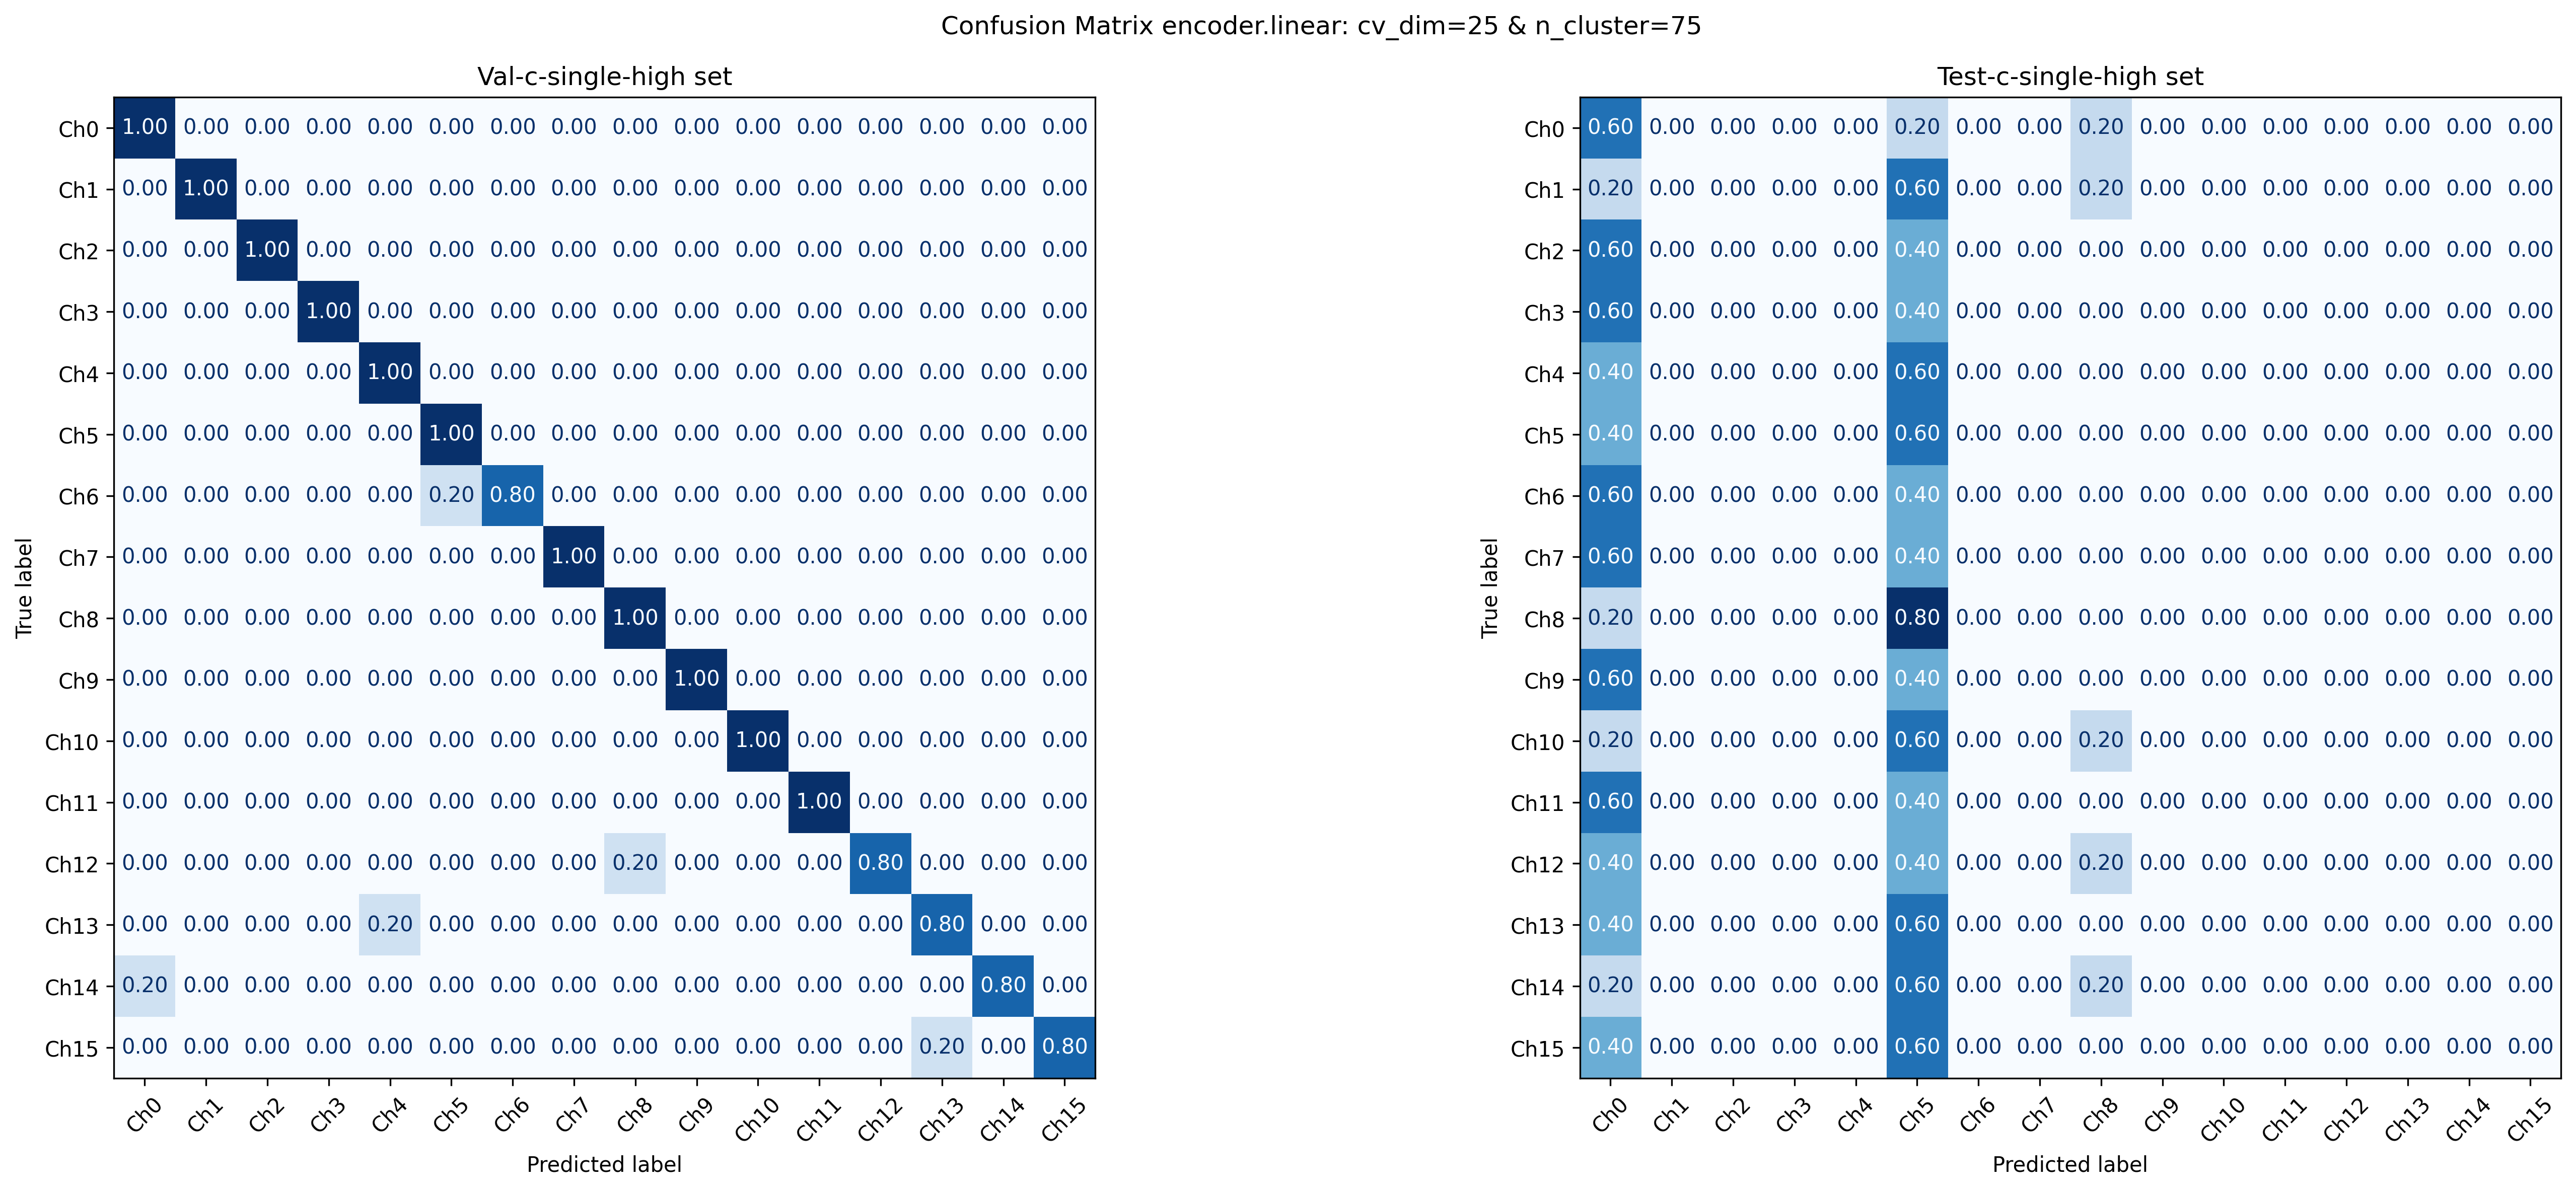 Confusion Matrix encoder.linear: cv_dim=25 & n_cluster=75
Val-c-single-high set
Ch0 1.00 0.00 0.00 0.00 0.00 0.00 0.00 0.00 0.00 0.00 0.00 0.00 0.00 0.00 0.00 0.00
Ch1 0.00 1.00 0.00 0.00 0.00 0.00 0.00 0.00 0.00 0.00 0.00 0.00 0.00 0.00 0.00 0.00
Ch2 0.00 0.00 1.00 0.00 0.00 0.00 0.00 0.00 0.00 0.00 0.00 0.00 0.00 0.00 0.00 0.00
Ch3 0.00 0.00 0.00 1.00 0.00 0.00 0.00 0.00 0.00 0.00 0.00 0.00 0.00 0.00 0.00 0.00
Ch4 0.00 0.00 0.00 0.00 1.00 0.00 0.00 0.00 0.00 0.00 0.00 0.00 0.00 0.00 0.00 0.00
Ch5 0.00 0.00 0.00 0.00 0.00 1.00 0.00 0.00 0.00 0.00 0.00 0.00 0.00 0.00 0.00 0.00
Ch6 0.00 0.00 0.00 0.00 0.00 0.20 0.80 0.00 0.00 0.00 0.00 0.00 0.00 0.00 0.00 0.00
Ch7 0.00 0.00 0.00 0.00 0.00 0.00 0.00 1.00 0.00 0.00 0.00 0.00 0.00 0.00 0.00 0.00
Ch8 0.00 0.00 0.00 0.00 0.00 0.00 0.00 0.00 1.00 0.00 0.00 0.00 0.00 0.00 0.00 0.00
Ch9 0.00 0.00 0.00 0.00 0.00 0.00 0.00 0.00 0.00 1.00 0.00 0.00 0.00 0.00 0.00 0.00
Ch10 0.00 0.00 0.00 0.00 0.00 0.00 0.00 0.00 0.00 0.00 1.00 0.00 0.00 0.00 0.00 0.00
Ch11 0.00 0.00 0.00 0.00 0.00 0.00 0.00 0.00 0.00 0.00 0.00 1.00 0.00 0.00 0.00 0.00
Ch12 0.00 0.00 0.00 0.00 0.00 0.00 0.00 0.00 0.20 0.00 0.00 0.00 0.80 0.00 0.00 0.00
Ch13 0.00 0.00 0.00 0.00 0.20 0.00 0.00 0.00 0.00 0.00 0.00 0.00 0.00 0.80 0.00 0.00
Ch14 0.20 0.00 0.00 0.00 0.00 0.00 0.00 0.00 0.00 0.00 0.00 0.00 0.00 0.00 0.80 0.00
Ch15 0.00 0.00 0.00 0.00 0.00 0.00 0.00 0.00 0.00 0.00 0.00 0.00 0.00 0.20 0.00 0.80
True label
Ch0 Ch1 Ch2 Ch3 Ch4 Ch5 Ch6 Ch7 Ch8 Ch9 Ch10 Ch11 Ch12 Ch13 Ch14 Ch15
Predicted label
Test-c-single-high set
Ch0 0.60 0.00 0.00 0.00 0.00 0.20 0.00 0.00 0.20 0.00 0.00 0.00 0.00 0.00 0.00 0.00
Ch1 0.20 0.00 0.00 0.00 0.00 0.60 0.00 0.00 0.20 0.00 0.00 0.00 0.00 0.00 0.00 0.00
Ch2 0.60 0.00 0.00 0.00 0.00 0.40 0.00 0.00 0.00 0.00 0.00 0.00 0.00 0.00 0.00 0.00
Ch3 0.60 0.00 0.00 0.00 0.00 0.40 0.00 0.00 0.00 0.00 0.00 0.00 0.00 0.00 0.00 0.00
Ch4 0.40 0.00 0.00 0.00 0.00 0.60 0.00 0.00 0.00 0.00 0.00 0.00 0.00 0.00 0.00 0.00
Ch5 0.40 0.00 0.00 0.00 0.00 0.60 0.00 0.00 0.00 0.00 0.00 0.00 0.00 0.00 0.00 0.00
Ch6 0.60 0.00 0.00 0.00 0.00 0.40 0.00 0.00 0.00 0.00 0.00 0.00 0.00 0.00 0.00 0.00
Ch7 0.60 0.00 0.00 0.00 0.00 0.40 0.00 0.00 0.00 0.00 0.00 0.00 0.00 0.00 0.00 0.00
Ch8 0.20 0.00 0.00 0.00 0.00 0.80 0.00 0.00 0.00 0.00 0.00 0.00 0.00 0.00 0.00 0.00
Ch9 0.60 0.00 0.00 0.00 0.00 0.40 0.00 0.00 0.00 0.00 0.00 0.00 0.00 0.00 0.00 0.00
Ch10 0.20 0.00 0.00 0.00 0.00 0.60 0.00 0.00 0.20 0.00 0.00 0.00 0.00 0.00 0.00 0.00
Ch11 0.60 0.00 0.00 0.00 0.00 0.40 0.00 0.00 0.00 0.00 0.00 0.00 0.00 0.00 0.00 0.00
Ch12 0.40 0.00 0.00 0.00 0.00 0.40 0.00 0.00 0.20 0.00 0.00 0.00 0.00 0.00 0.00 0.00
Ch13 0.40 0.00 0.00 0.00 0.00 0.60 0.00 0.00 0.00 0.00 0.00 0.00 0.00 0.00 0.00 0.00
Ch14 0.20 0.00 0.00 0.00 0.00 0.60 0.00 0.00 0.20 0.00 0.00 0.00 0.00 0.00 0.00 0.00
Ch15 0.40 0.00 0.00 0.00 0.00 0.60 0.00 0.00 0.00 0.00 0.00 0.00 0.00 0.00 0.00 0.00
True label
Ch0 Ch1 Ch2 Ch3 Ch4 Ch5 Ch6 Ch7 Ch8 Ch9 Ch10 Ch11 Ch12 Ch13 Ch14 Ch15
Predicted label